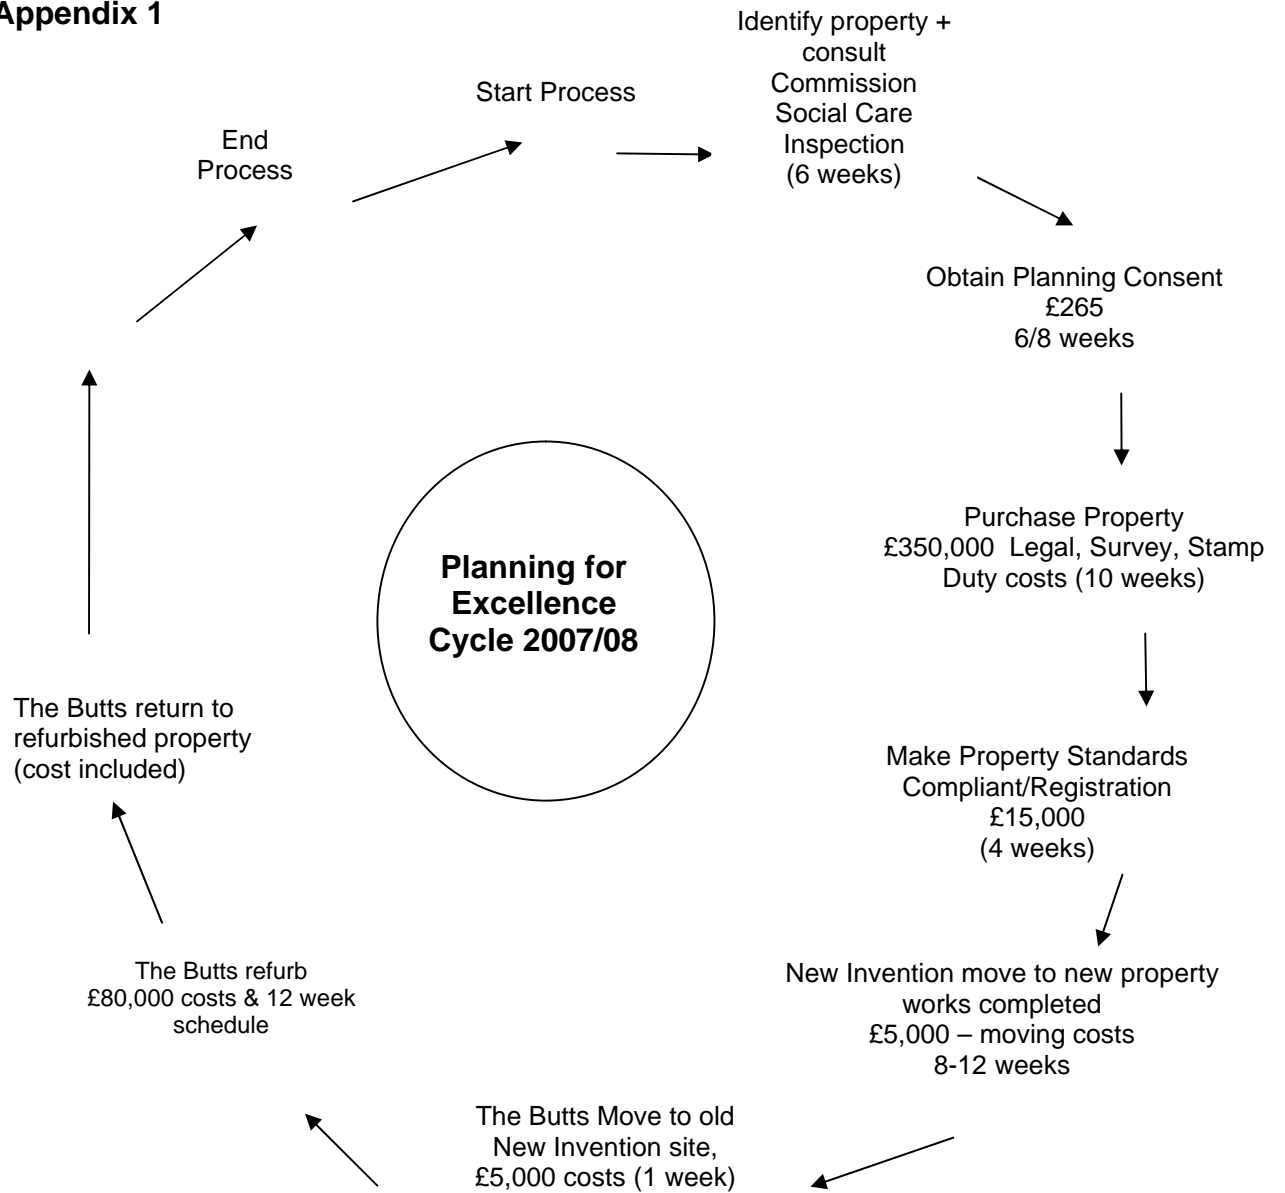 Appendix 1
Start Process
Identify property +
consult
Commission
Social Care
Inspection
(6 weeks)
Obtain Planning Consent
£265
6/8 weeks
Purchase Property
£350,000  Legal, Survey, Stamp
Duty costs (10 weeks)
Make Property Standards
Compliant/Registration
£15,000
(4 weeks)
New Invention move to new property
works completed
£5,000 – moving costs
8-12 weeks
The Butts Move to old
New Invention site,
£5,000 costs (1 week)
The Butts refurb
£80,000 costs & 12 week
schedule
The Butts return to
refurbished property
(cost included)
End
Process
Planning for
Excellence
Cycle 2007/08